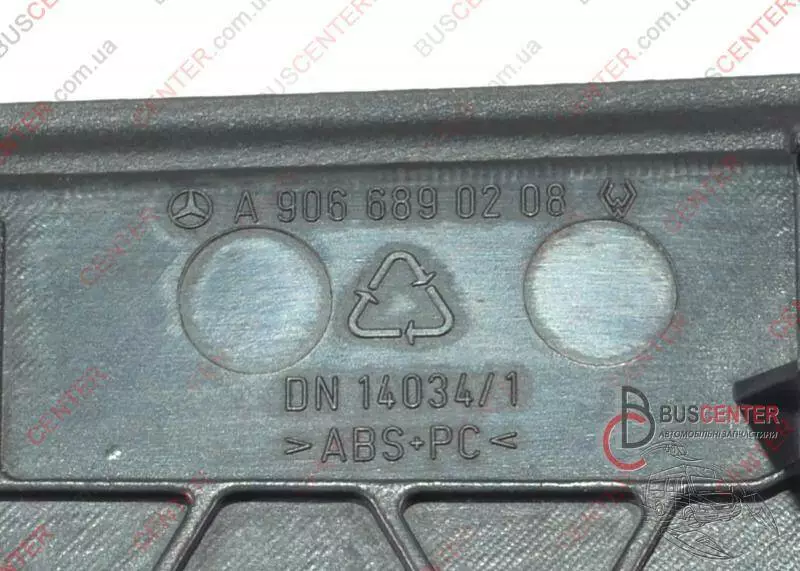 A 906 689 02 08
DN 14034/1
>ABS+PC<
BUSCENTER
АВТОМОБІЛЬНІ ЗАПЧАСТИНИ
BUSCENTER.com.ua